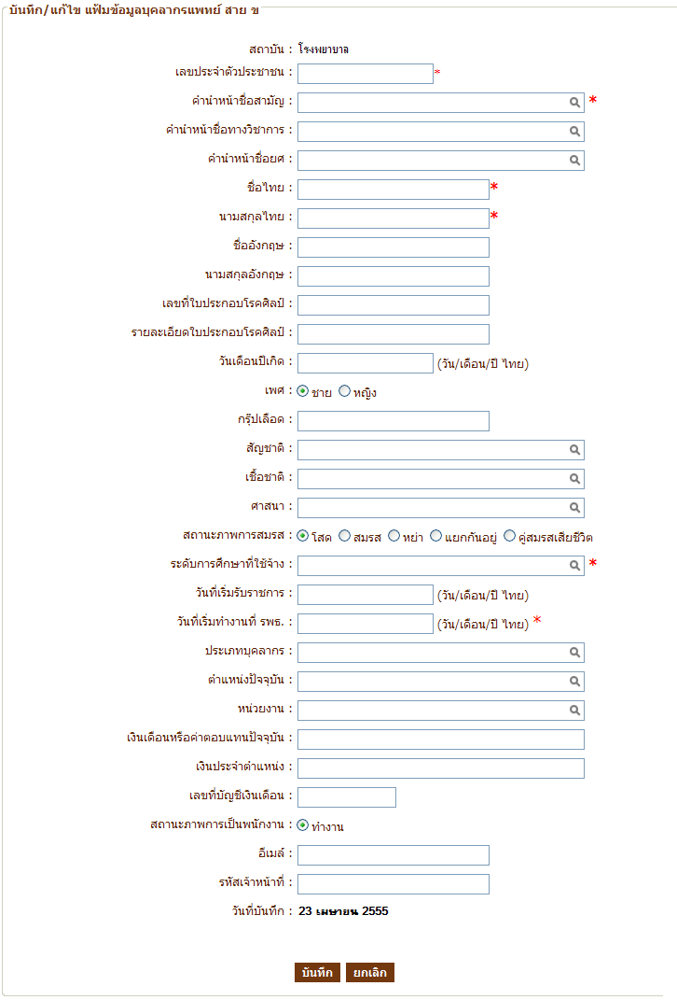 บันทึก/แก้ไข แฟ้มข้อมูลบุคลากรแพทย์ สาย ข
สถาบัน : โรงพยาบาล
เลขประจำตัวประชาชน : *
คำนำหน้าชื่อสามัญ : *
คำนำหน้าชื่อทางวิชาการ :
คำนำหน้าชื่อยศ :
ชื่อไทย : *
นามสกุลไทย : *
ชื่ออังกฤษ :
นามสกุลอังกฤษ :
เลขที่ใบประกอบโรคศิลป์ :
รายละเอียดใบประกอบโรคศิลป์ :
วันเดือนปีเกิด : (วัน/เดือน/ปี ไทย)
เพศ : ชาย หญิง
กรุ๊ปเลือด :
สัญชาติ :
เชื้อชาติ :
ศาสนา :
สถานะภาพการสมรส : โสด สมรส หย่า แยกกันอยู่ คู่สมรสเสียชีวิต
ระดับการศึกษาที่ใช้จ้าง : *
วันที่เริ่มรับราชการ : (วัน/เดือน/ปี ไทย)
วันที่เริ่มทำงานที่ รพธ. : (วัน/เดือน/ปี ไทย) *
ประเภทบุคลากร :
ตำแหน่งปัจจุบัน :
หน่วยงาน :
เงินเดือนหรือค่าตอบแทนปัจจุบัน :
เงินประจำตำแหน่ง :
เลขที่บัญชีเงินเดือน :
สถานะภาพการเป็นพนักงาน : ทำงาน
อีเมล์ :
รหัสเจ้าหน้าที่ :
วันที่บันทึก : 23 เมษายน 2555
บันทึก ยกเลิก